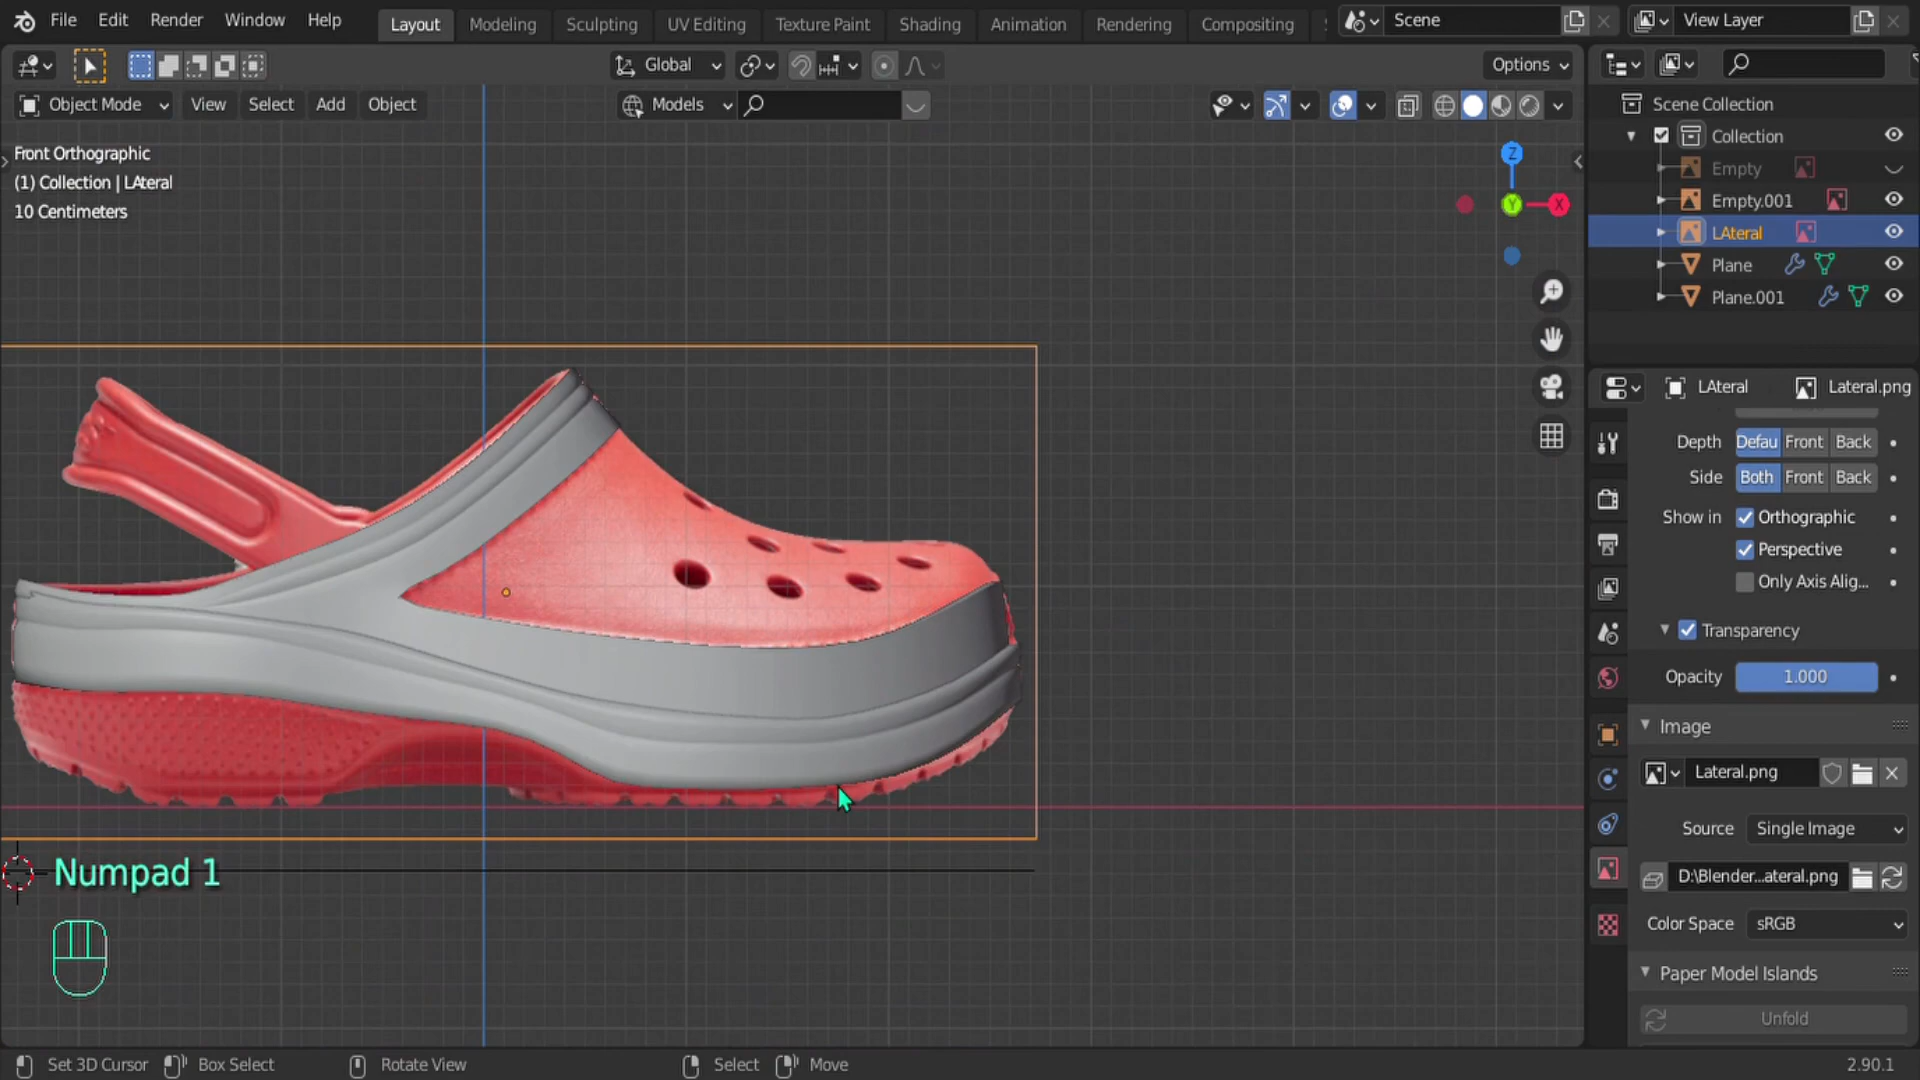 File Edit Render Window Help
Layout Modeling Sculpting UV Editing Texture Paint Shading Animation Rendering Compositing
Scene
View Layer
Global
Options
Object Mode View Select Add Object
Models
Front Orthographic
(1) Collection | LAteral
10 Centimeters
Z
Y
X
Scene Collection
Collection
Empty
Empty.001
LAteral
Plane
Plane.001
LAteral
Lateral.png
Depth Defau Front Back
Side Both Front Back
Show in Orthographic
Perspective
Only Axis Alig...
Transparency
Opacity 1.000
Image
Lateral.png
Source Single Image
D:\Blender...ateral.png
Color Space sRGB
Paper Model Islands
Unfold
Numpad 1
Set 3D Cursor Box Select Rotate View Select Move
2.90.1